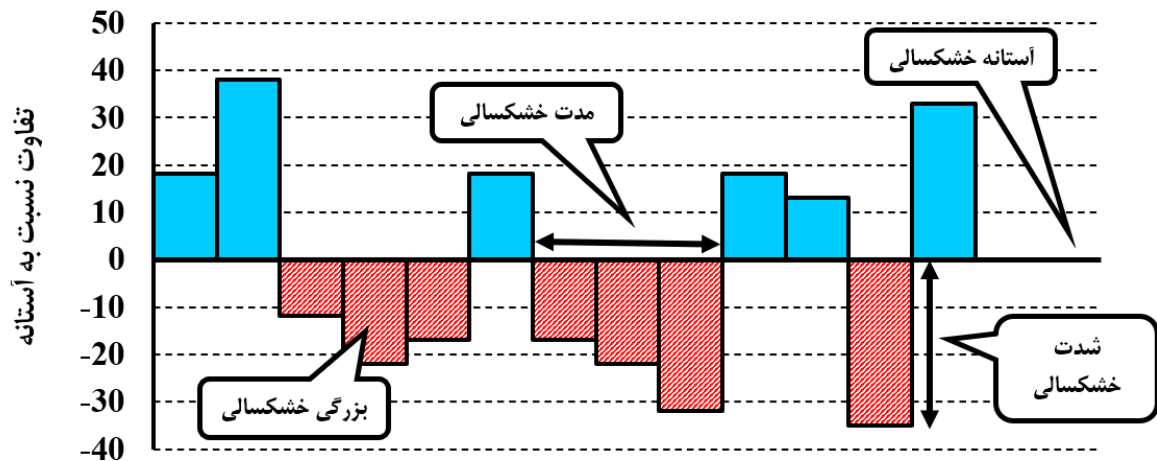 50
40
30
20
10
0
-10
-20
-30
-40
تفاوت نسبت به آستانه
آستانه خشکسالی
مدت خشکسالی
بزرگی خشکسالی
شدت
خشکسالی